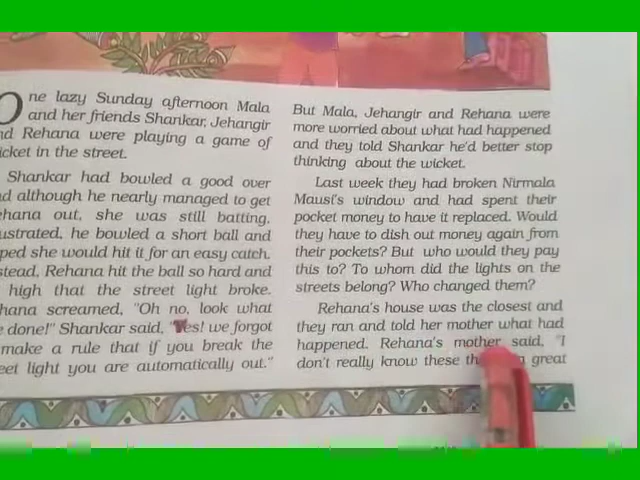 One lazy Sunday afternoon Mala
and her friends Shankar, Jehangir
nd Rehana were playing a game of
icket in the street.
Shankar had bowled a good over
d although he nearly managed to get
hana out, she was still batting.
ustrated, he bowled a short ball and
ped she would hit it for an easy catch.
stead, Rehana hit the ball so hard and
high that the street light broke.
hana screamed, "Oh no, look what
e done!" Shankar said, "Yes! we forgot
make a rule that if you break the
eet light you are automatically out."
But Mala, Jehangir and Rehana were
more worried about what had happened
and they told Shankar he'd better stop
thinking about the wicket.
Last week they had broken Nirmala
Mausi's window and had spent their
pocket money to have it replaced. Would
they have to dish out money again from
their pockets? But who would they pay
this to? To whom did the lights on the
streets belong? Who changed them?
Rehana's house was the closest and
they ran and told her mother what had
happened. Rehana's mother said, "I
don't really know these great